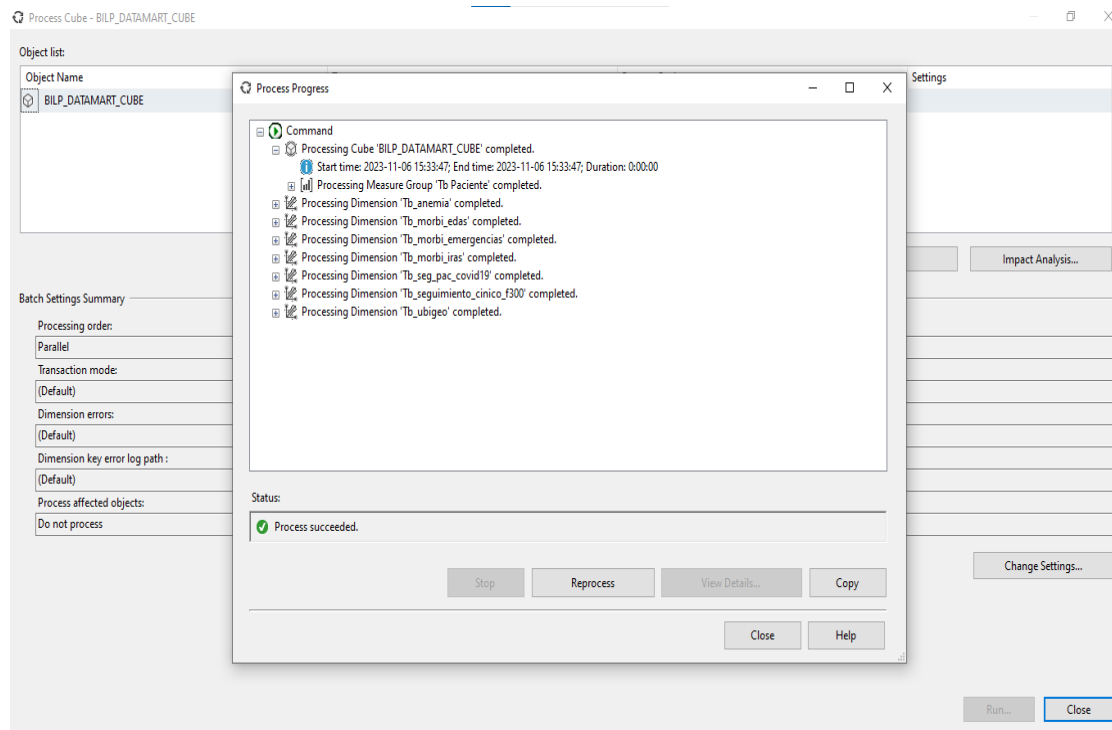 Process Cube - BILP_DATAMART_CUBE
Object list:
Object Name
Settings
BILP_DATAMART_CUBE
Process Progress
Command
Processing Cube 'BILP_DATAMART_CUBE' completed.
Start time: 2023-11-06 15:33:47; End time: 2023-11-06 15:33:47; Duration: 0:00:00
Processing Measure Group 'Tb Paciente' completed.
Processing Dimension 'Tb_anemia' completed.
Processing Dimension 'Tb_morbi_edas' completed.
Processing Dimension 'Tb_morbi_emergencias' completed.
Processing Dimension 'Tb_morbi_iras' completed.
Processing Dimension 'Tb_seg_pac_covid19' completed.
Processing Dimension 'Tb_seguimiento_cinico_f300' completed.
Processing Dimension 'Tb_ubigeo' completed.
Status:
Process succeeded.
Stop
Reprocess
View Details...
Copy
Close
Help
Impact Analysis...
Batch Settings Summary
Processing order:
Parallel
Transaction mode:
(Default)
Dimension errors:
(Default)
Dimension key error log path :
(Default)
Process affected objects:
Do not process
Change Settings...
Run...
Close